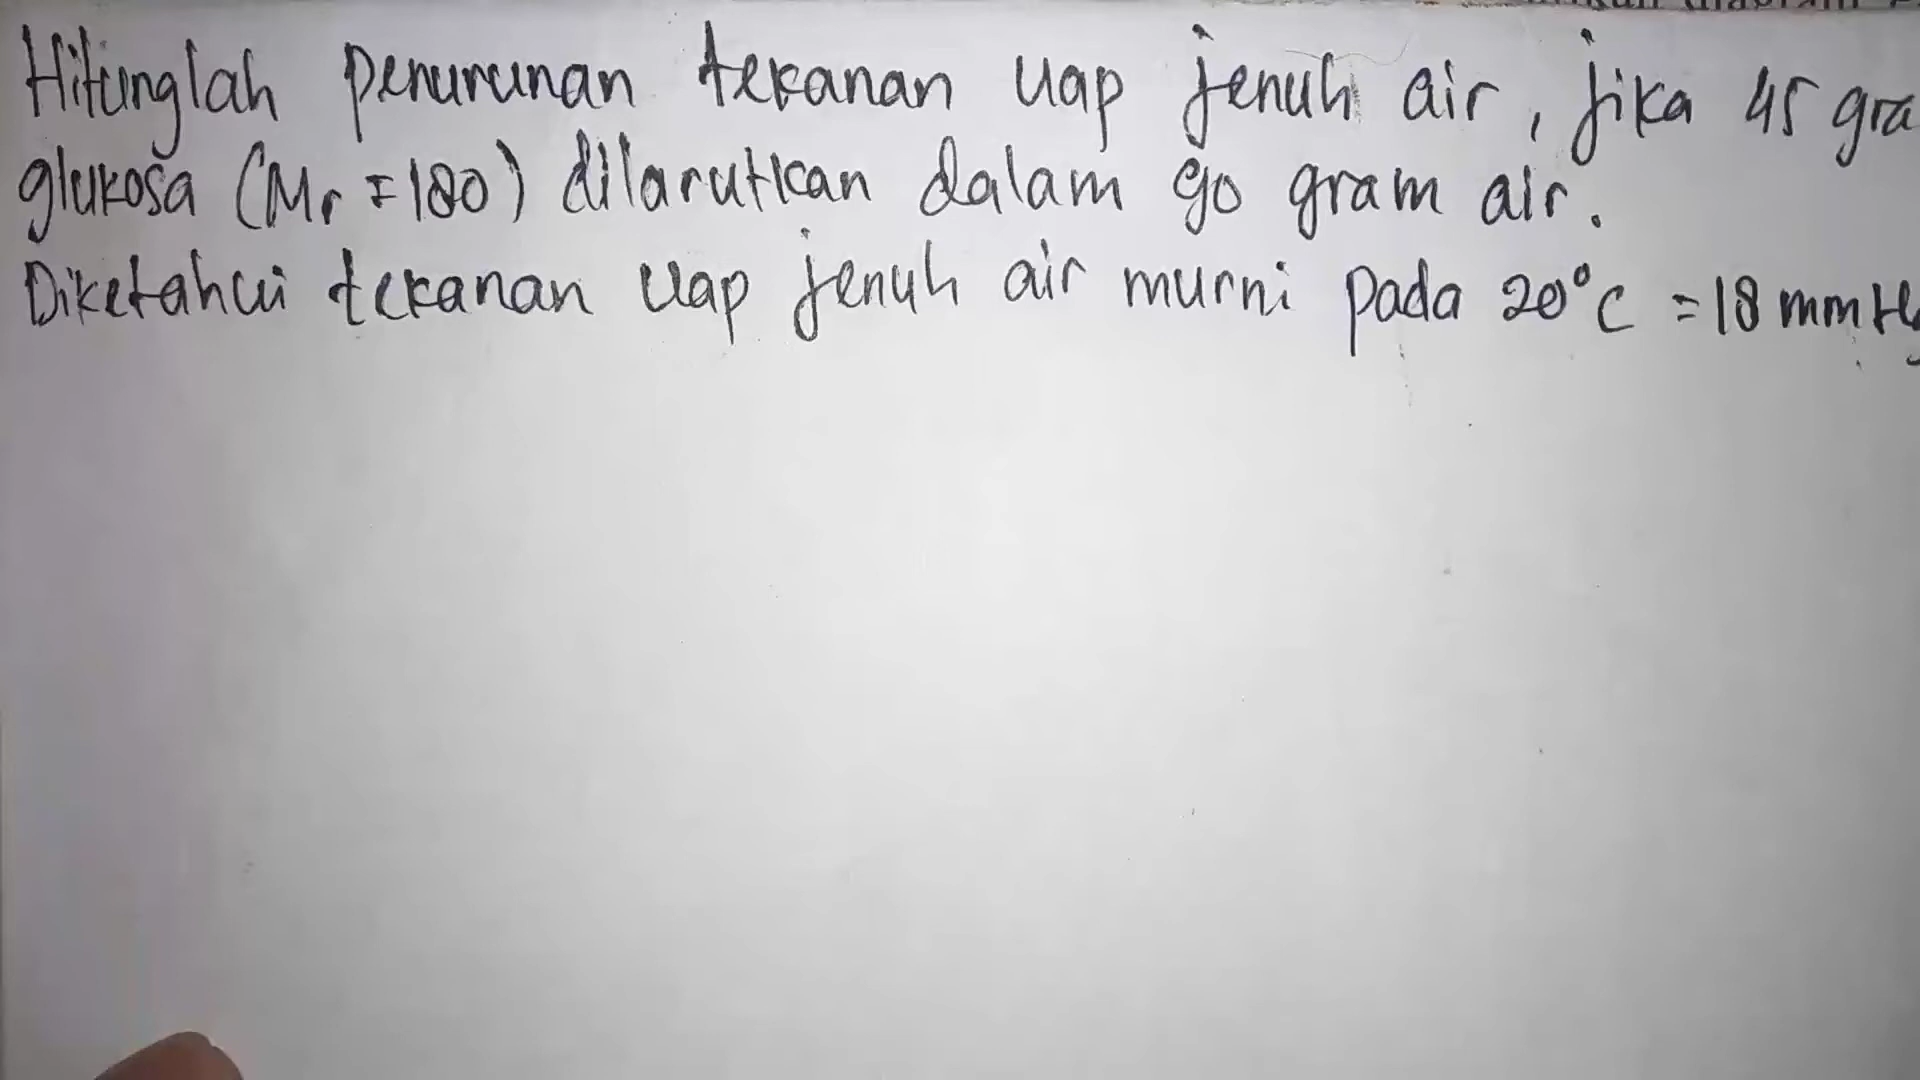 Hitunglah penurunan tekanan uap jenuh air, jika 45 gra
glukosa (Mr = 180) dilarutkan dalam 90 gram air.
Diketahui tekanan uap jenuh air murni pada 20°C = 18 mmHg